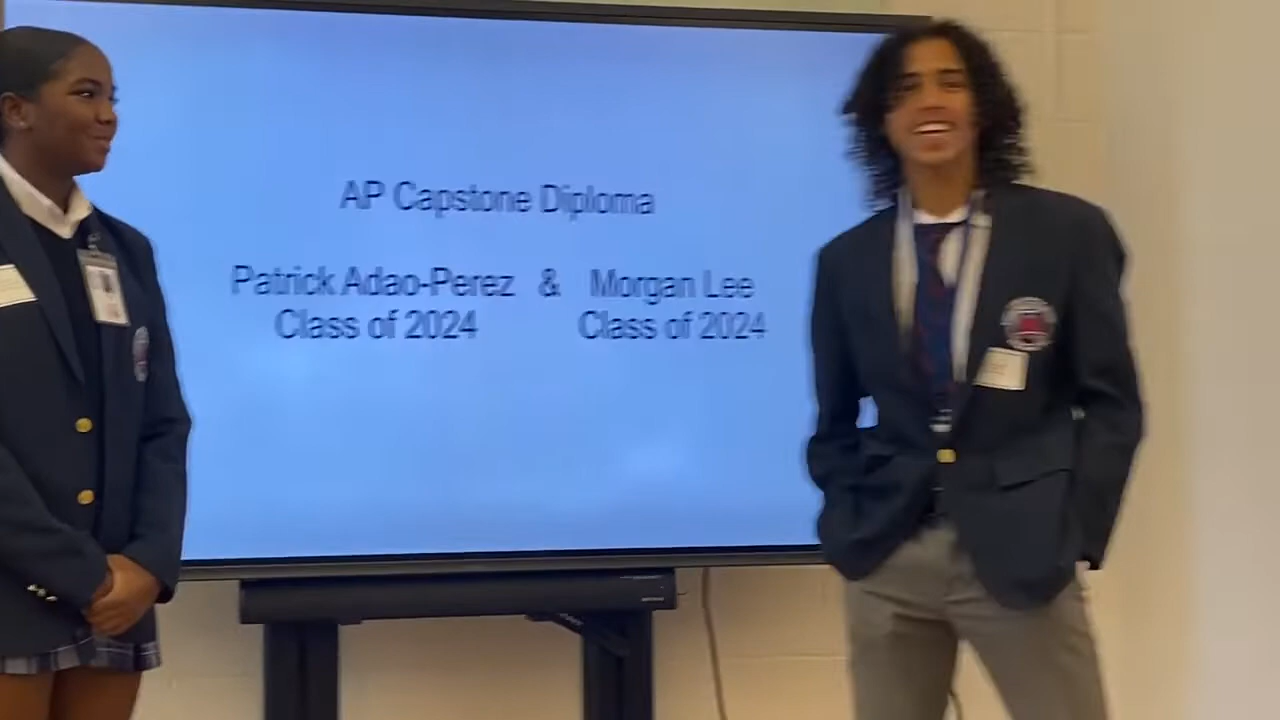 AP Capstone Diploma
Patrick Adao-Perez & Morgan Lee
Class of 2024 Class of 2024